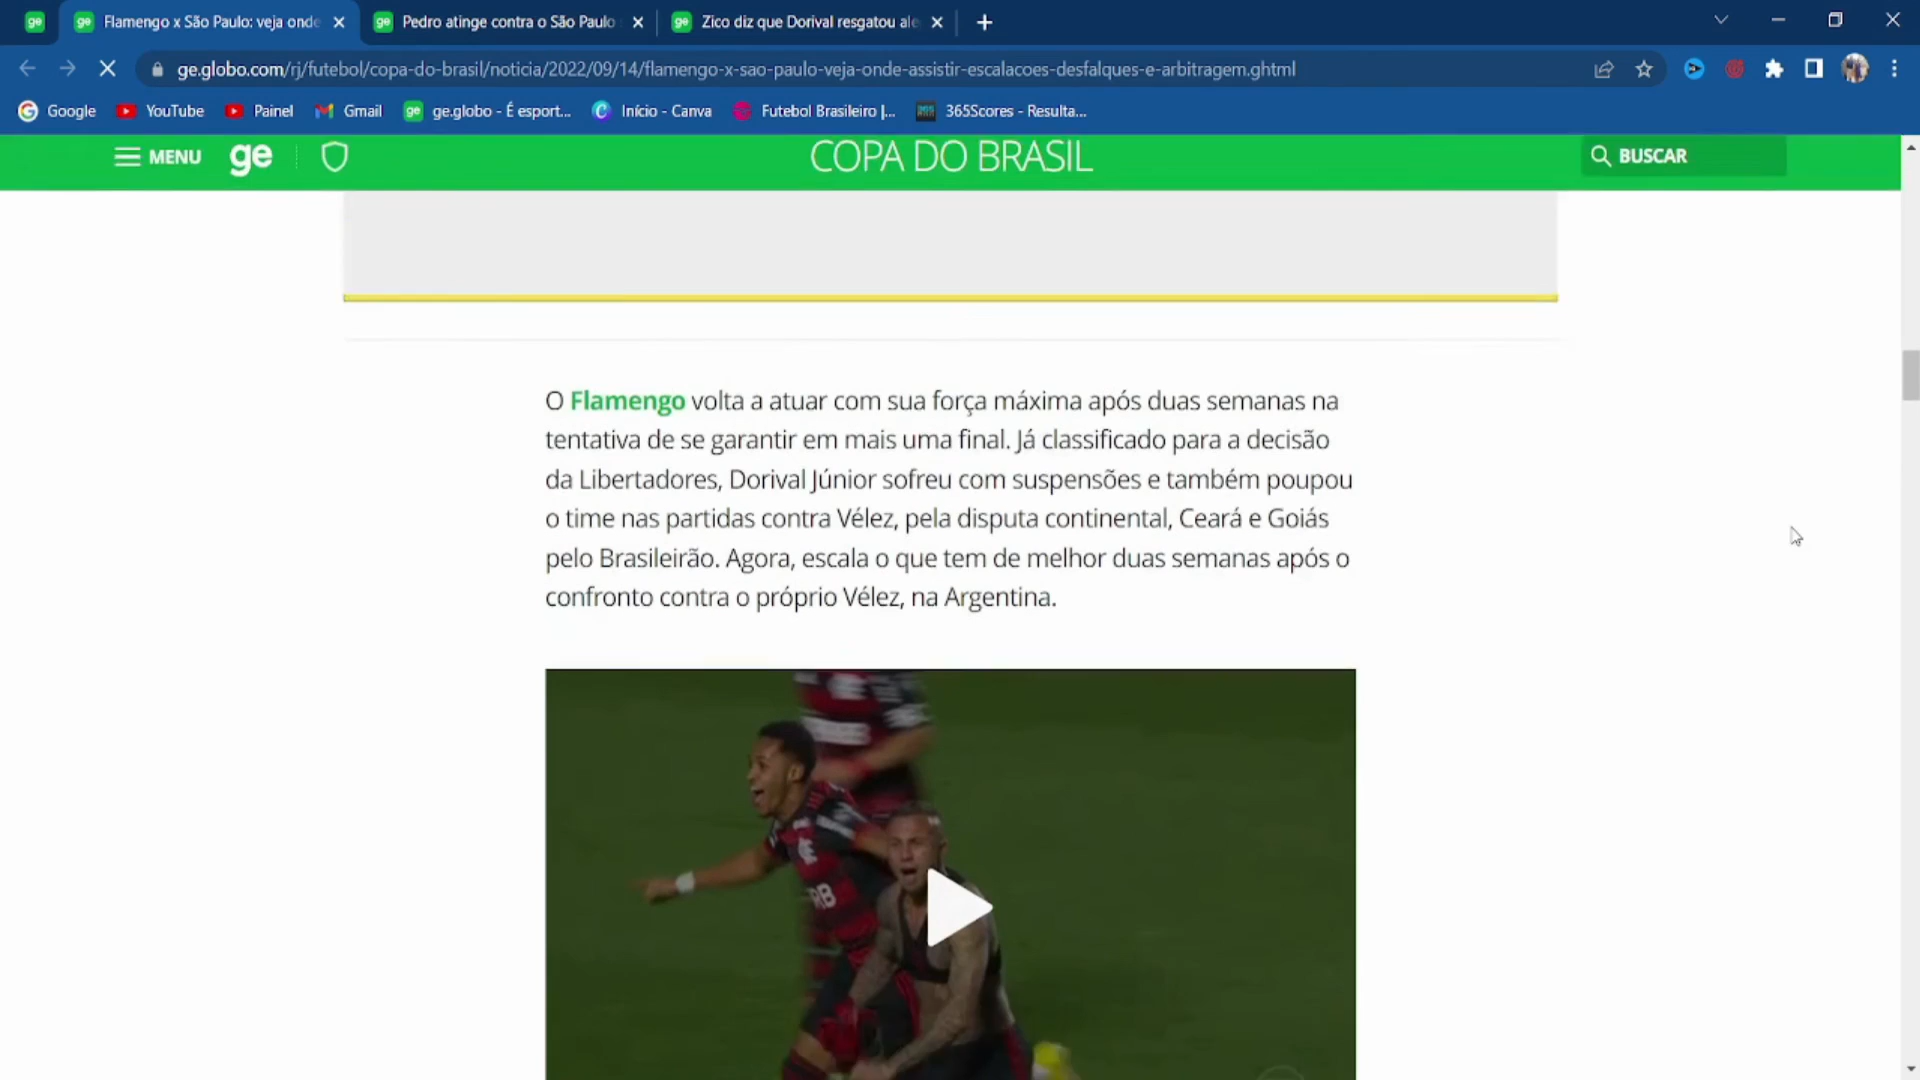 ge
Flamengo x São Paulo: veja onde
ge
Pedro atinge contra o São Paulo
ge
Zico diz que Dorival resgatou ale
ge.globo.com/rj/futebol/copa-do-brasil/noticia/2022/09/14/flamengo-x-sao-paulo-veja-onde-assistir-escalacoes-desfalques-e-arbitragem.ghtml
Google
YouTube
Painel
Gmail
ge
ge.globo - É esport...
Início - Canva
Futebol Brasileiro |...
365
365Scores - Resulta...
MENU
ge
COPA DO BRASIL
BUSCAR
O Flamengo volta a atuar com sua força máxima após duas semanas na
tentativa de se garantir em mais uma final. Já classificado para a decisão
da Libertadores, Dorival Júnior sofreu com suspensões e também poupou
o time nas partidas contra Vélez, pela disputa continental, Ceará e Goiás
pelo Brasileirão. Agora, escala o que tem de melhor duas semanas após o
confronto contra o próprio Vélez, na Argentina.